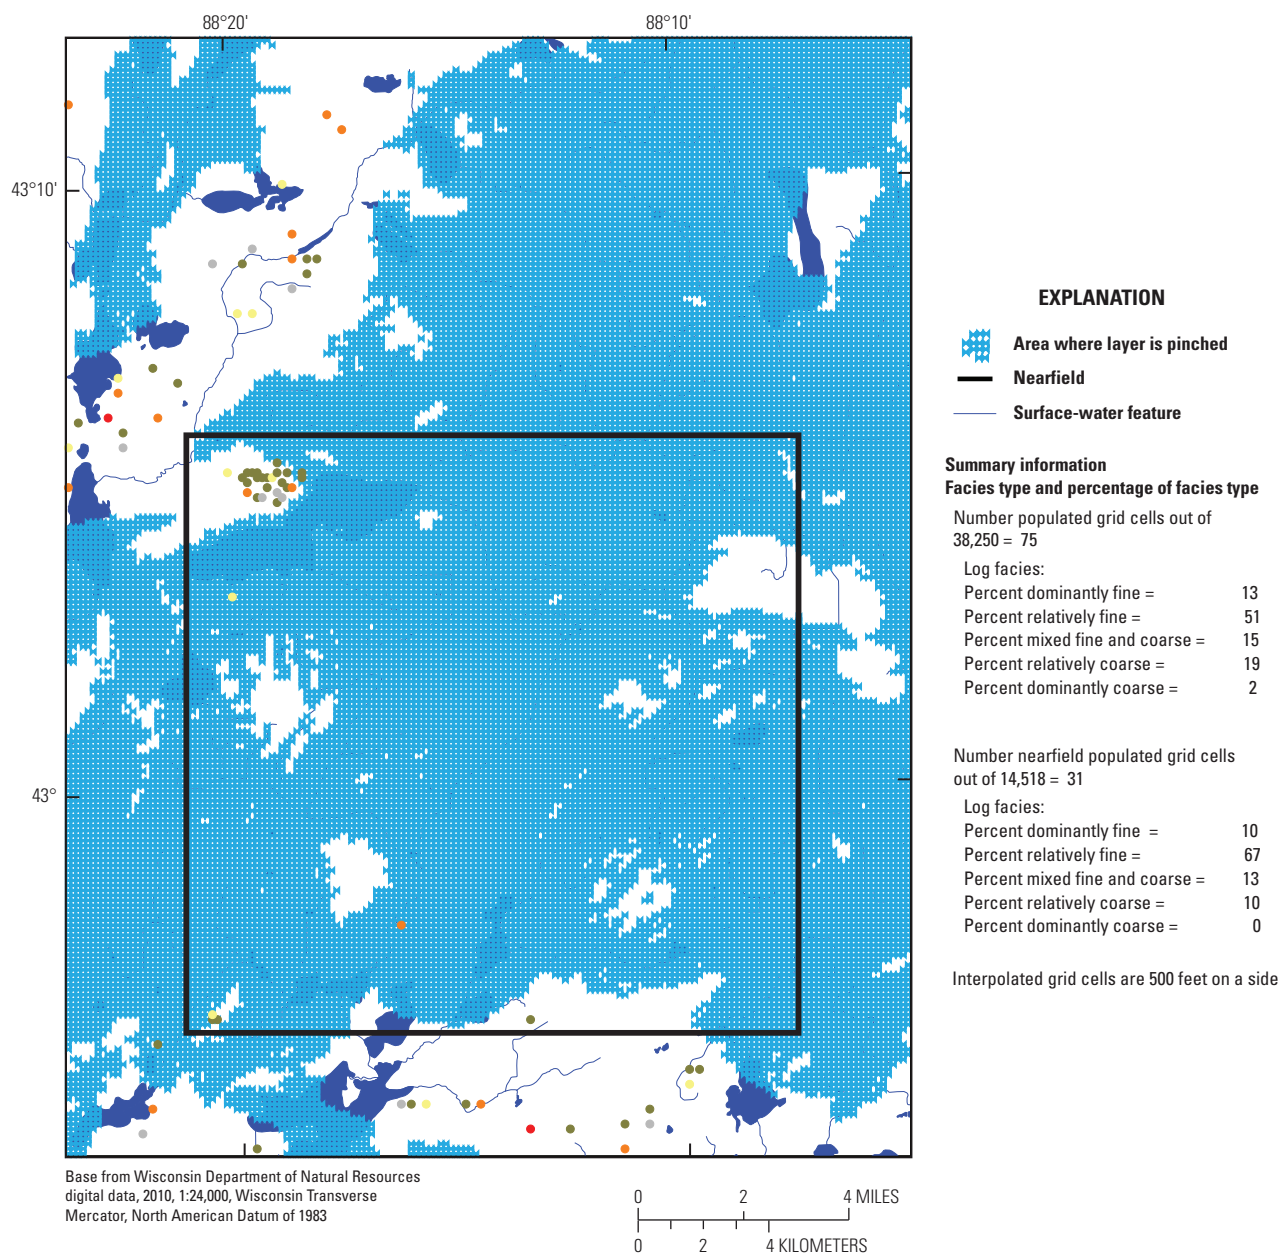 88°20'
88°10'
43°10'
43°
EXPLANATION
Area where layer is pinched
Nearfield
Surface-water feature
Summary information
Facies type and percentage of facies type
Number populated grid cells out of
38,250 = 75
Log facies:
Percent dominantly fine = 13
Percent relatively fine = 51
Percent mixed fine and coarse = 15
Percent relatively coarse = 19
Percent dominantly coarse = 2
Number nearfield populated grid cells
out of 14,518 = 31
Log facies:
Percent dominantly fine = 10
Percent relatively fine = 67
Percent mixed fine and coarse = 13
Percent relatively coarse = 10
Percent dominantly coarse = 0
Interpolated grid cells are 500 feet on a side
Base from Wisconsin Department of Natural Resources
digital data, 2010, 1:24,000, Wisconsin Transverse
Mercator, North American Datum of 1983
0 2 4 MILES
0 2 4 KILOMETERS